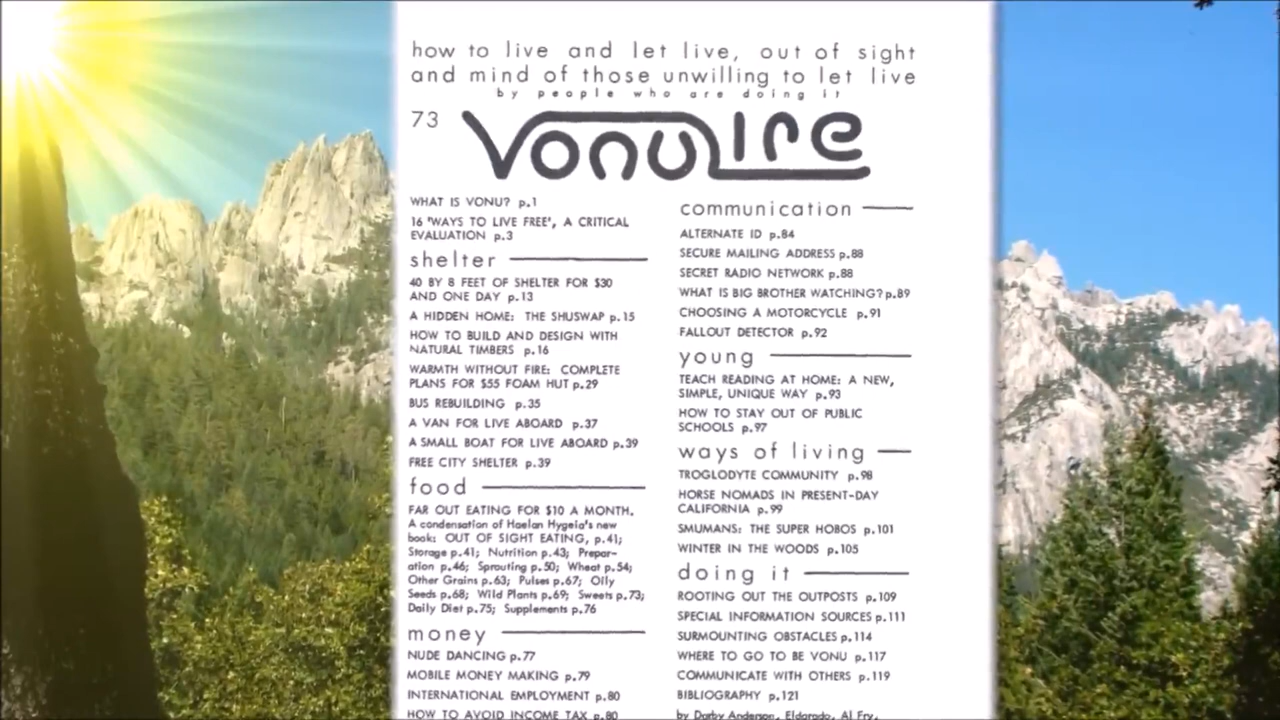 how to live and let live, out of sight
and mind of those unwilling to let live
by people who are doing it
73 VONULIFE
WHAT IS VONU? p.1
16 'WAYS TO LIVE FREE', A CRITICAL
EVALUATION p.3
shelter
40 BY 8 FEET OF SHELTER FOR $30
AND ONE DAY p.13
A HIDDEN HOME: THE SHUSWAP p.15
HOW TO BUILD AND DESIGN WITH
NATURAL TIMBERS p.16
WARMTH WITHOUT FIRE: COMPLETE
PLANS FOR $55 FOAM HUT p.29
BUS REBUILDING p.35
A VAN FOR LIVE ABOARD p.37
A SMALL BOAT FOR LIVE ABOARD p.39
FREE CITY SHELTER p.39
food
FAR OUT EATING FOR $10 A MONTH.
A condensation of Haelan Hygeia's new
book: OUT OF SIGHT EATING, p.41;
Storage p.41; Nutrition p.43; Prepar-
ation p.46; Sprouting p.50; Wheat p.54;
Other Grains p.63; Pulses p.67; Oily
Seeds p.68; Wild Plants p.69; Sweets p.73;
Daily Diet p.75; Supplements p.76
money
NUDE DANCING p.77
MOBILE MONEY MAKING p.79
INTERNATIONAL EMPLOYMENT p.80
HOW TO AVOID INCOME TAX p.80
communication
ALTERNATE ID p.84
SECURE MAILING ADDRESS p.88
SECRET RADIO NETWORK p.88
WHAT IS BIG BROTHER WATCHING? p.89
CHOOSING A MOTORCYCLE p.91
FALLOUT DETECTOR p.92
young
TEACH READING AT HOME: A NEW,
SIMPLE, UNIQUE WAY p.93
HOW TO STAY OUT OF PUBLIC
SCHOOLS p.97
ways of living
TROGLODYTE COMMUNITY p.98
HORSE NOMADS IN PRESENT-DAY
CALIFORNIA p.99
SMUMANS: THE SUPER HOBOS p.101
WINTER IN THE WOODS p.105
doing it
ROOTING OUT THE OUTPOSTS p.109
SPECIAL INFORMATION SOURCES p.111
SURMOUNTING OBSTACLES p.114
WHERE TO GO TO BE VONU p.117
COMMUNICATE WITH OTHERS p.119
BIBLIOGRAPHY p.121
by Darby Anderson, Eldorado, Al Fry,